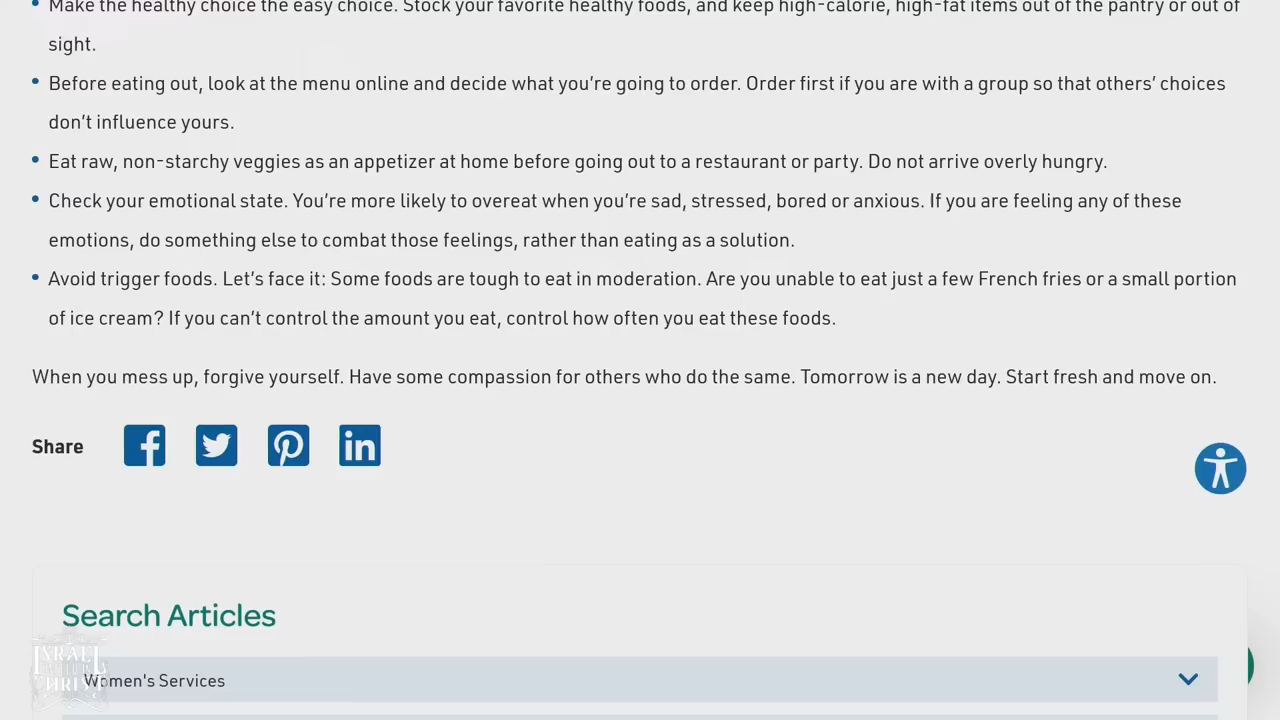 Make the healthy choice the easy choice. Stock your favorite healthy foods, and keep high-calorie, high-fat items out of the pantry or out of
sight.
Before eating out, look at the menu online and decide what you’re going to order. Order first if you are with a group so that others’ choices
don’t influence yours.
Eat raw, non-starchy veggies as an appetizer at home before going out to a restaurant or party. Do not arrive overly hungry.
Check your emotional state. You’re more likely to overeat when you’re sad, stressed, bored or anxious. If you are feeling any of these
emotions, do something else to combat those feelings, rather than eating as a solution.
Avoid trigger foods. Let’s face it: Some foods are tough to eat in moderation. Are you unable to eat just a few French fries or a small portion
of ice cream? If you can’t control the amount you eat, control how often you eat these foods.
When you mess up, forgive yourself. Have some compassion for others who do the same. Tomorrow is a new day. Start fresh and move on.
Share
Search Articles
Women's Services
ISRAEL
CHRIST